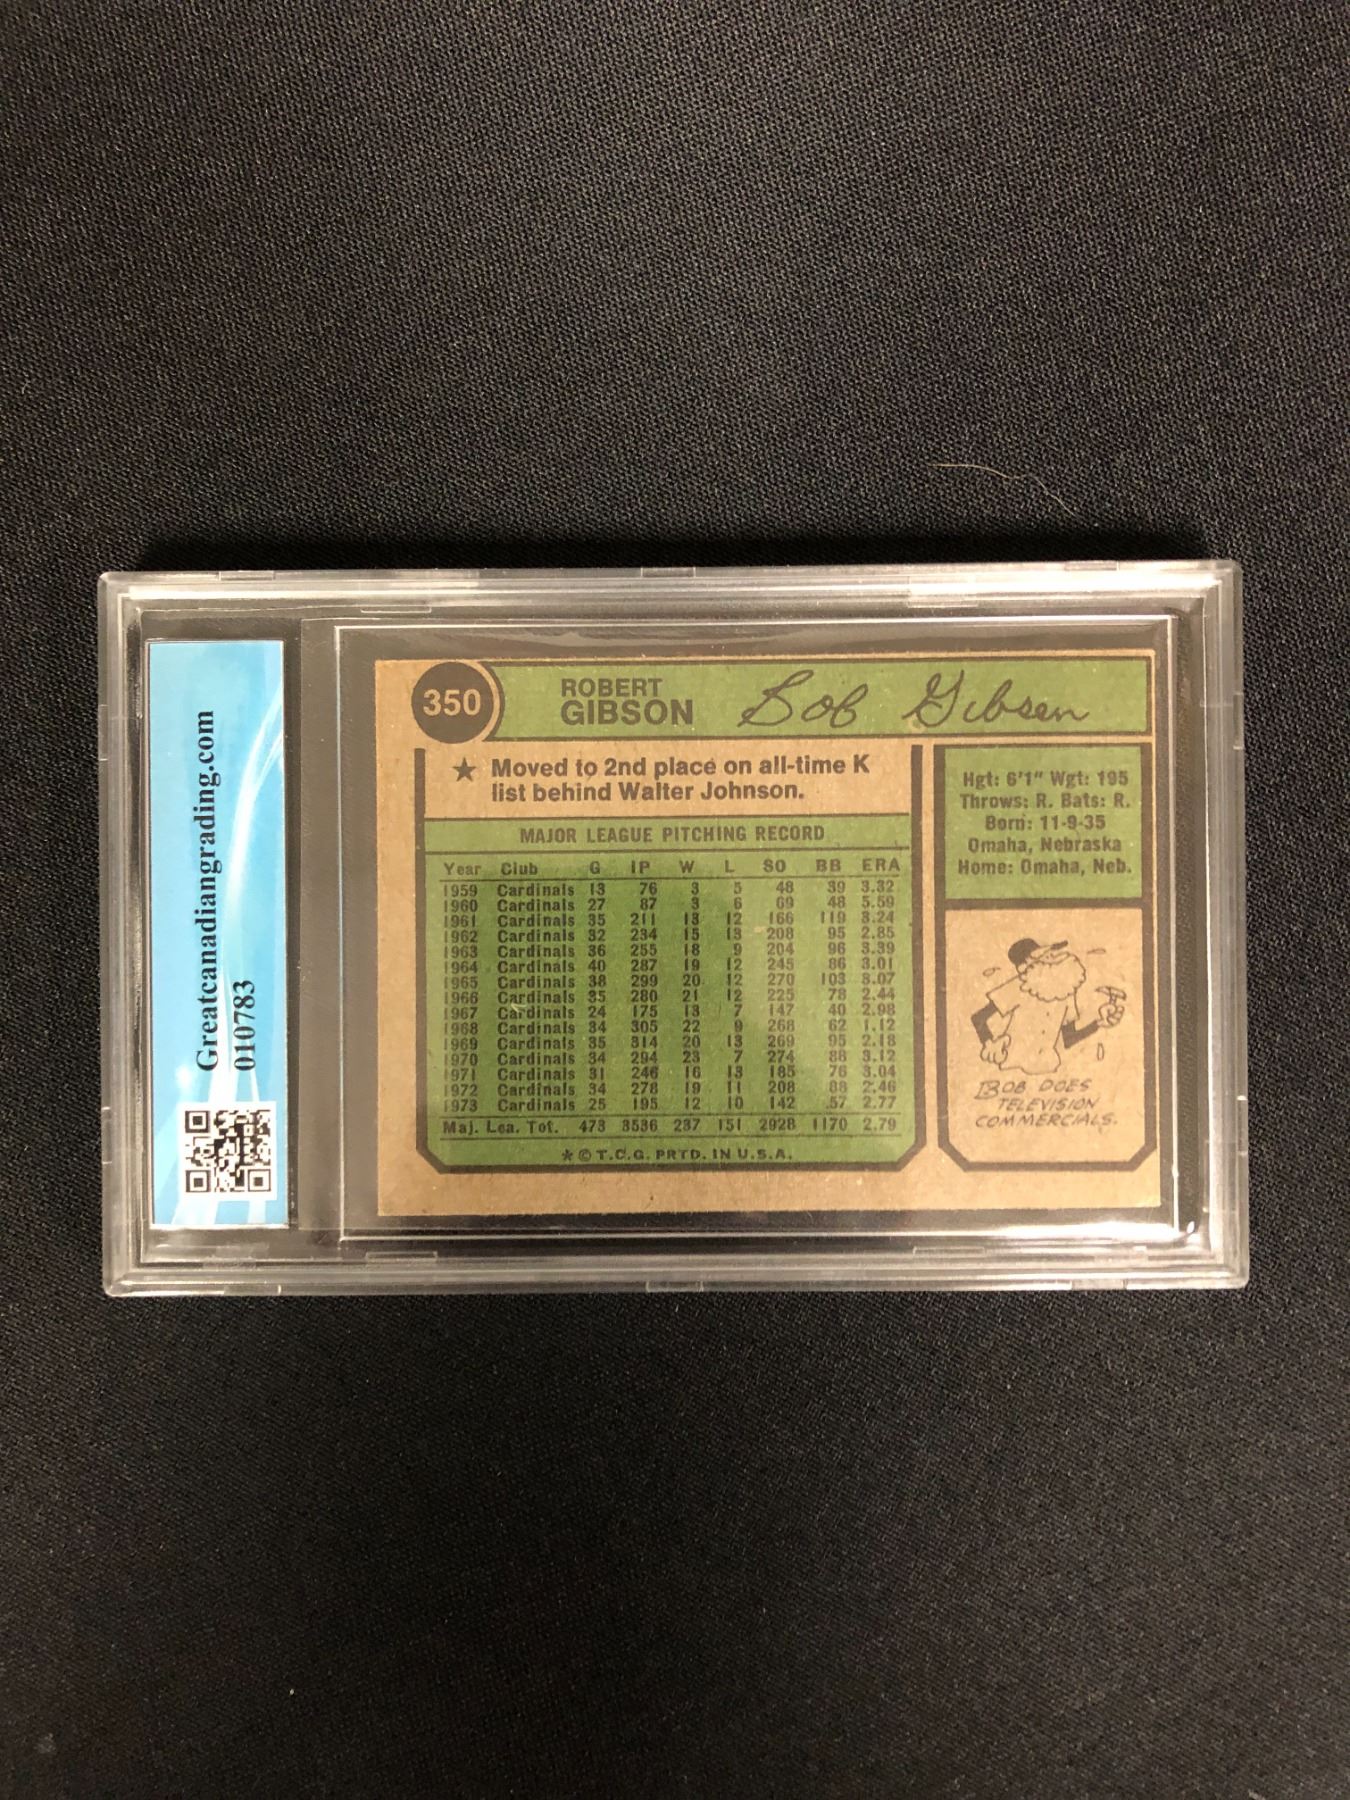 Greatcanadiangrading.com
010783
350
ROBERT
GIBSON
Bob Gibson
★ Moved to 2nd place on all-time K
list behind Walter Johnson.
MAJOR LEAGUE PITCHING RECORD
Year Club G IP W L SO BB ERA
1959 Cardinals 13 76 3 5 48 39 3.32
1960 Cardinals 27 87 3 6 69 48 5.59
1961 Cardinals 35 211 13 12 166 119 3.24
1962 Cardinals 32 234 15 13 208 95 2.85
1963 Cardinals 36 255 18 9 204 96 3.39
1964 Cardinals 40 287 19 12 245 86 3.01
1965 Cardinals 38 299 20 12 270 103 3.07
1966 Cardinals 35 280 21 12 225 78 2.44
1967 Cardinals 24 175 13 7 147 40 2.98
1968 Cardinals 34 305 22 9 268 62 1.12
1969 Cardinals 35 314 20 13 269 95 2.18
1970 Cardinals 34 294 23 7 274 88 3.12
1971 Cardinals 31 246 16 13 185 76 3.04
1972 Cardinals 34 278 19 11 208 88 2.46
1973 Cardinals 25 195 12 10 142 57 2.77
Maj. Lea. Tot. 473 3536 237 151 2928 1170 2.79
★ © T.C.G. PRTD. IN U.S.A.
Hgt: 6'1" Wgt: 195
Throws: R. Bats: R.
Born: 11-9-35
Omaha, Nebraska
Home: Omaha, Neb.
BOB DOES
TELEVISION
COMMERCIALS.